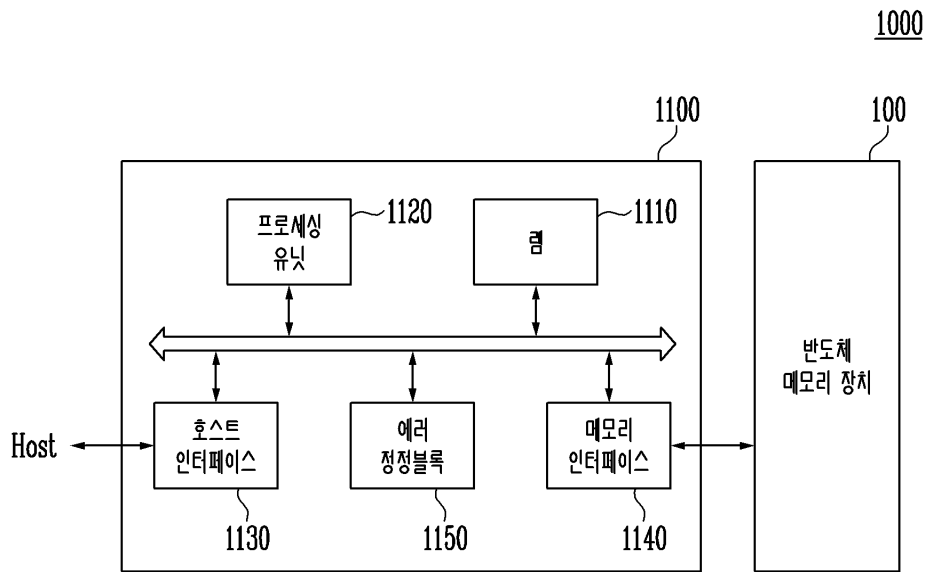 1000
1100
100
1120
1110
프로세싱
유닛
램
반도체
메모리 장치
Host
호스트
인터페이스
에러
정정블록
메모리
인터페이스
1130
1150
1140